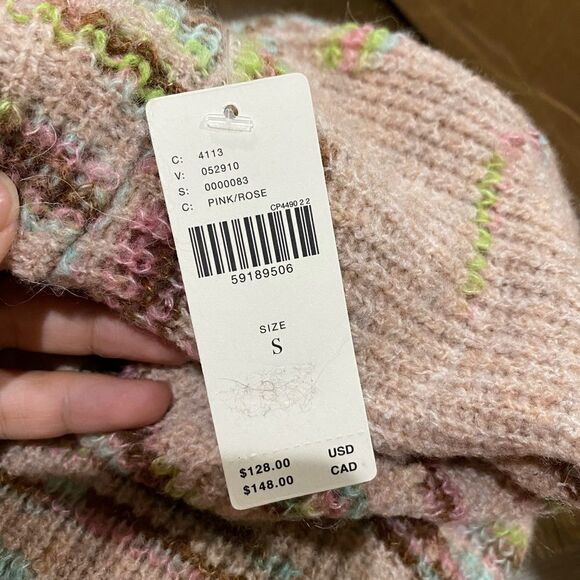 C: 4113
V: 052910
S: 0000083
C: PINK/ROSE
CP4490 2 2
59189506
SIZE
S
$128.00 USD
$148.00 CAD